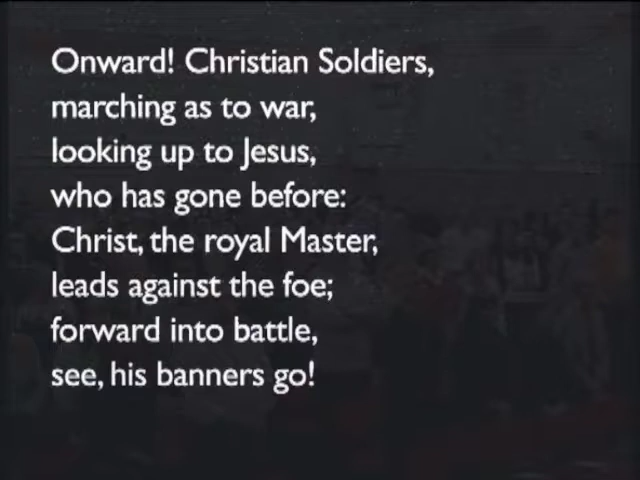 Onward! Christian Soldiers,
marching as to war,
looking up to Jesus,
who has gone before:
Christ, the royal Master,
leads against the foe;
forward into battle,
see, his banners go!